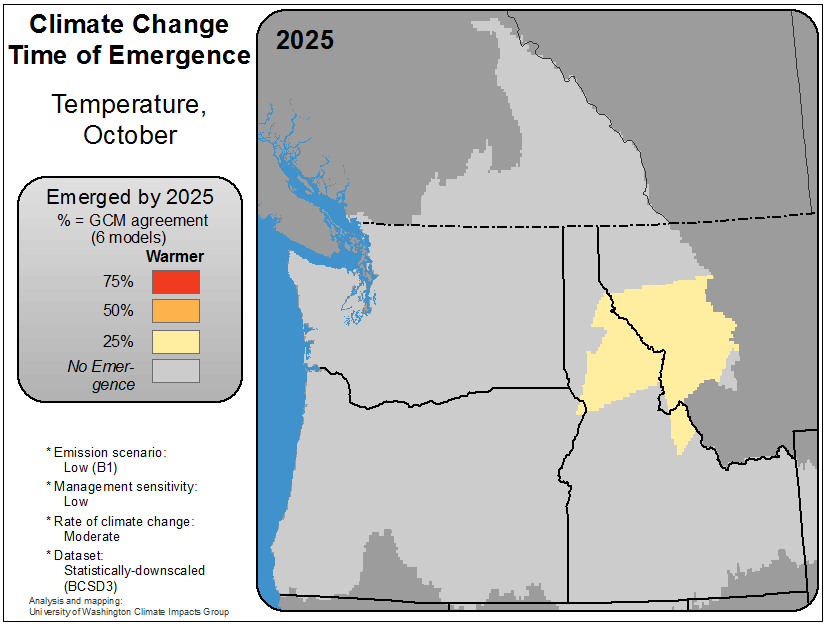 Climate Change
Time of Emergence
Temperature,
October
2025
Emerged by 2025
% = GCM agreement
(6 models)
Warmer
75%
50%
25%
No Emer-
gence
* Emission scenario:
Low (B1)
* Management sensitivity:
Low
* Rate of climate change:
Moderate
* Dataset:
Statistically-downscaled
(BCSD3)
Analysis and mapping:
University of Washington Climate Impacts Group